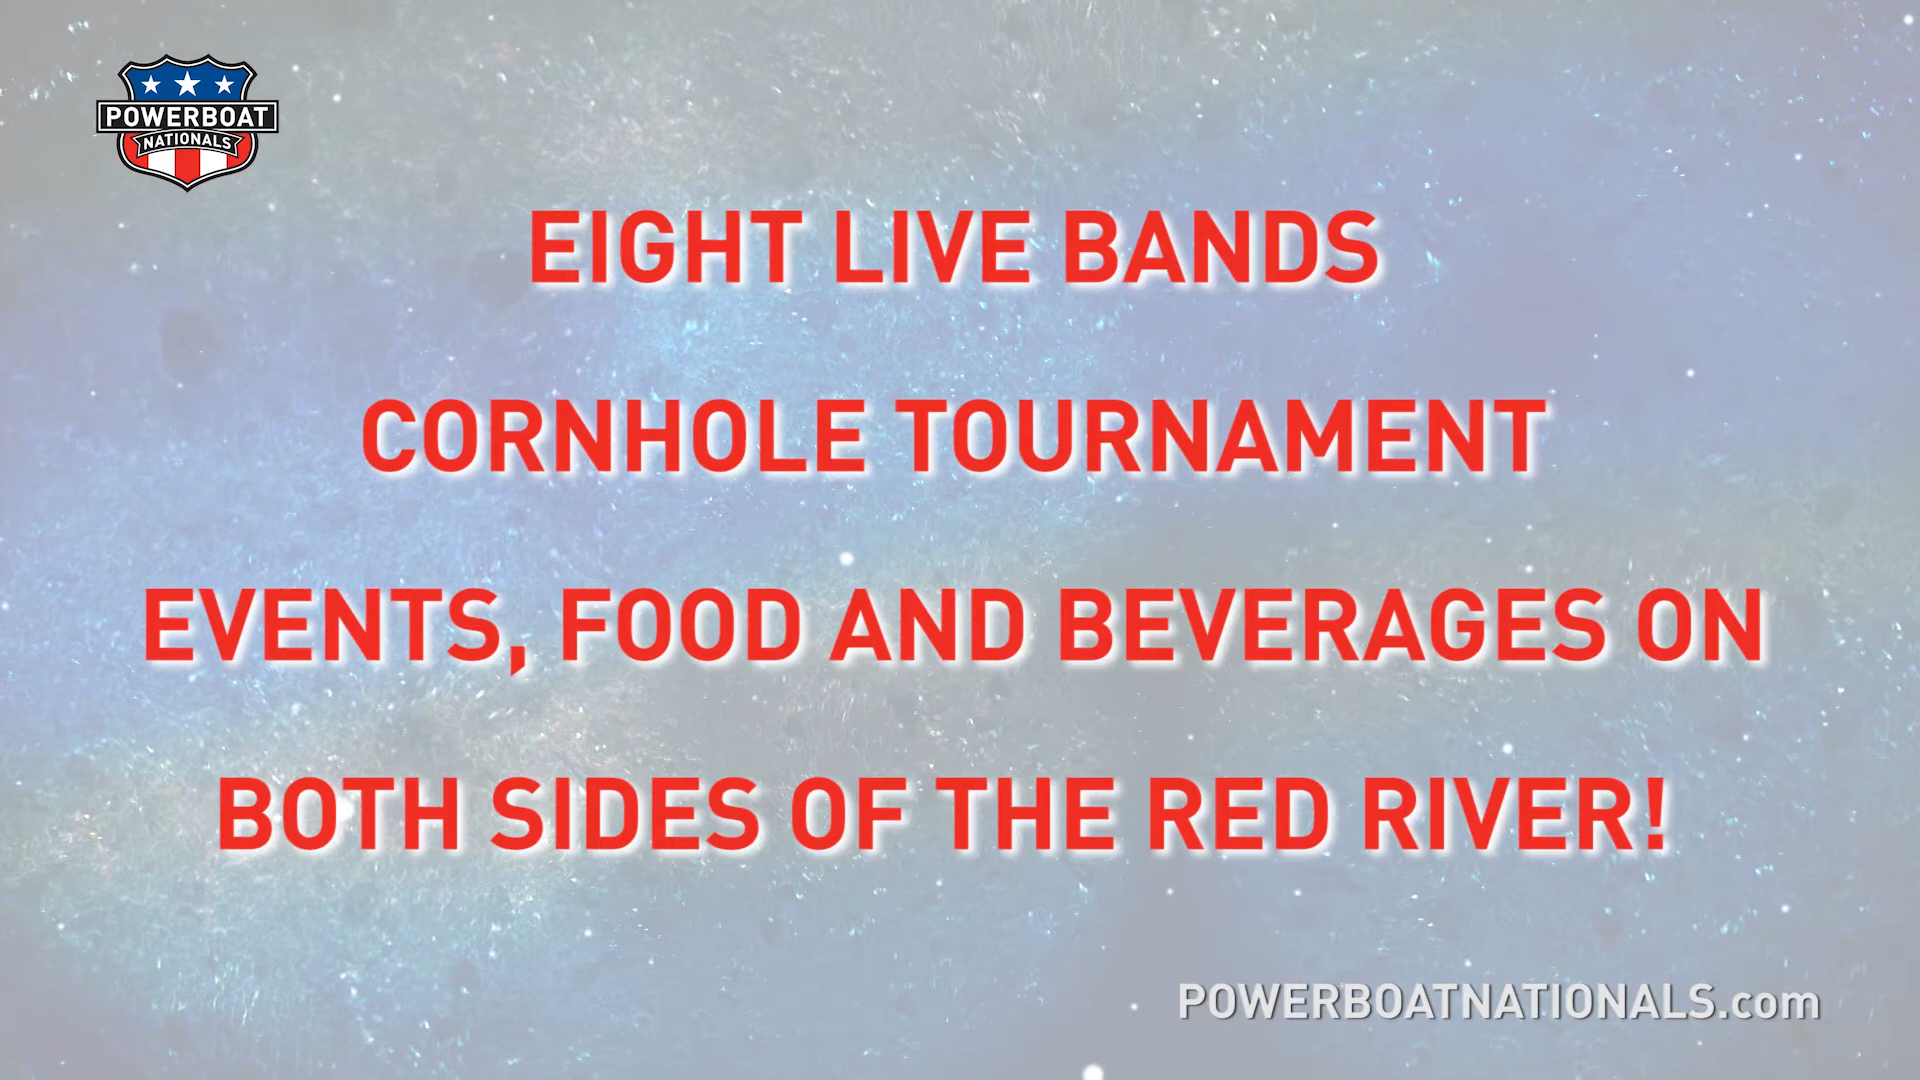 POWERBOAT
NATIONALS
EIGHT LIVE BANDS
CORNHOLE TOURNAMENT
EVENTS, FOOD AND BEVERAGES ON
BOTH SIDES OF THE RED RIVER!
POWERBOATNATIONALS.com